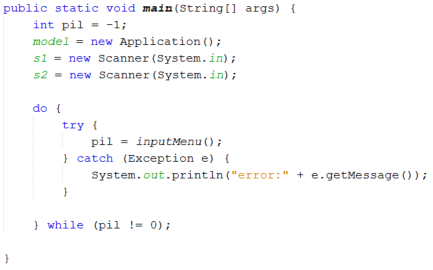 public static void main(String[] args) {
    int pil = -1;
    model = new Application();
    s1 = new Scanner(System.in);
    s2 = new Scanner(System.in);

    do {
        try {
            pil = inputMenu();
        } catch (Exception e) {
            System.out.println("error:" + e.getMessage());
        }

    } while (pil != 0);

}